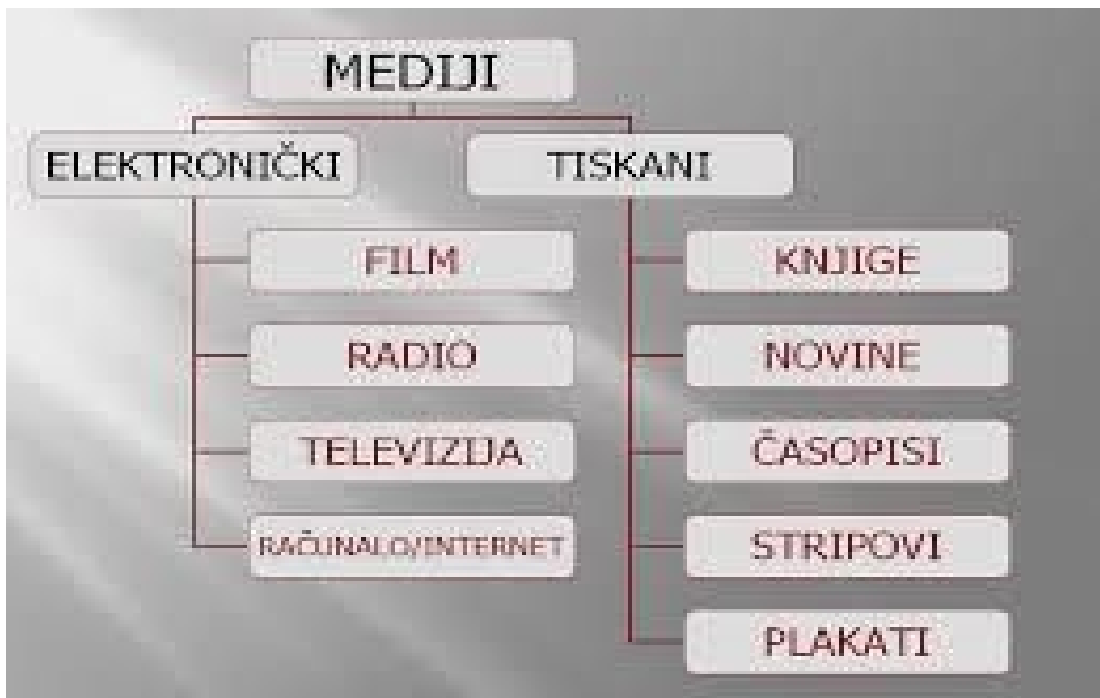 MEDIJI
ELEKTRONIČKI
FILM
RADIO
TELEVIZIJA
RAČUNALO/INTERNET
TISKANI
KNJIGE
NOVINE
ČASOPISI
STRIPOVI
PLAKATI